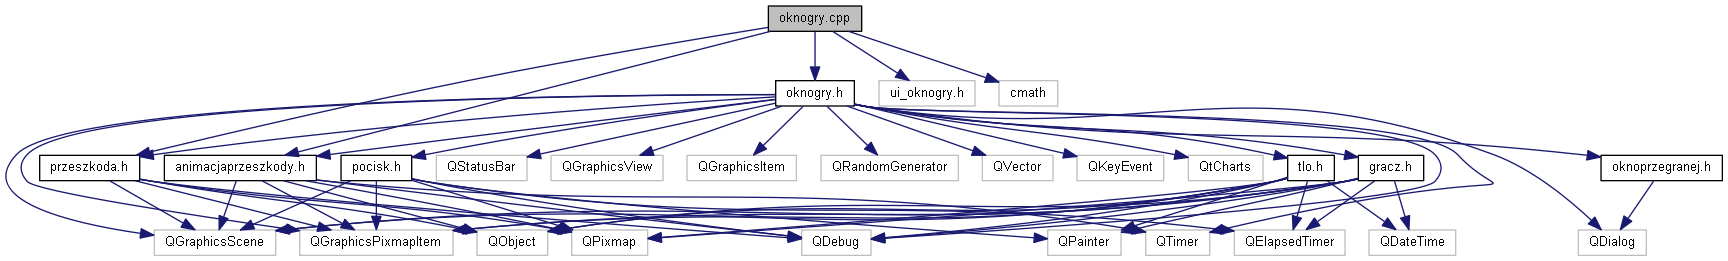 oknogry.cpp
oknogry.h
ui_oknogry.h
cmath
przeszkoda.h
animacjaprzeszkody.h
pocisk.h
QStatusBar
QGraphicsView
QGraphicsItem
QRandomGenerator
QVector
QKeyEvent
QtCharts
tlo.h
gracz.h
oknoprzegranej.h
QGraphicsScene
QGraphicsPixmapItem
QObject
QPixmap
QDebug
QPainter
QTimer
QElapsedTimer
QDateTime
QDialog